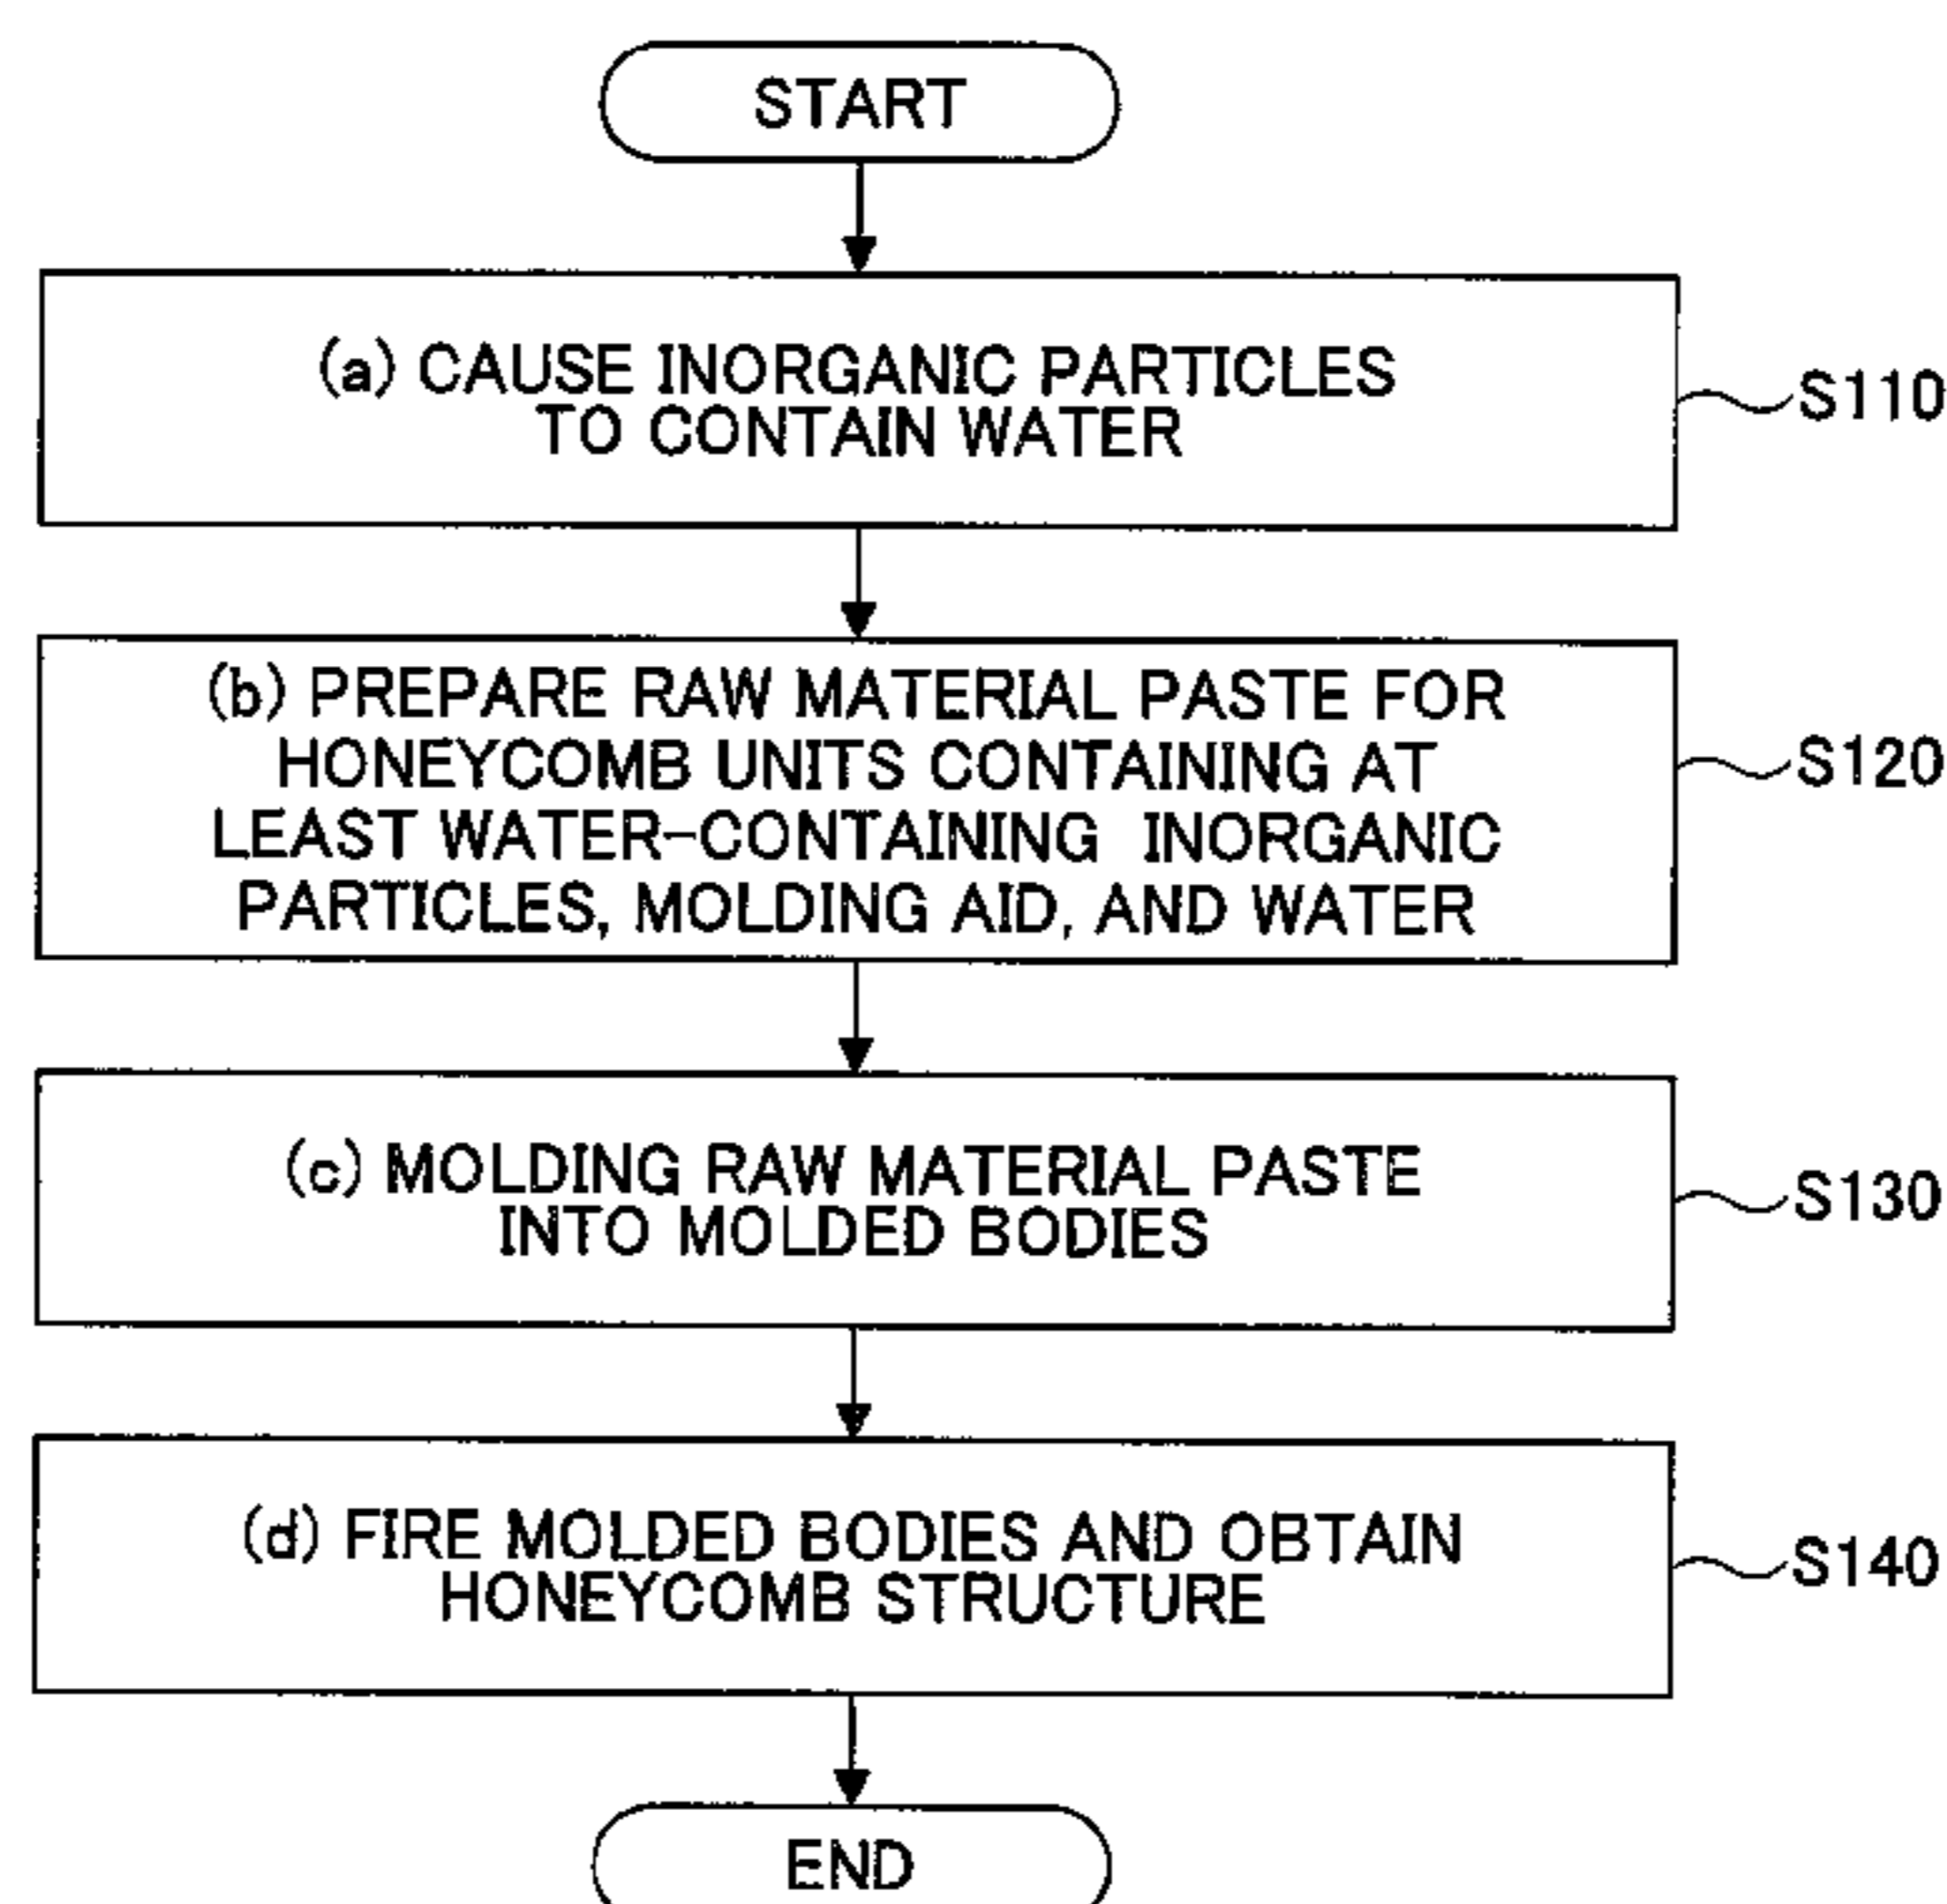 START
(a) CAUSE INORGANIC PARTICLES
TO CONTAIN WATER
S110
(b) PREPARE RAW MATERIAL PASTE FOR
HONEYCOMB UNITS CONTAINING AT
LEAST WATER-CONTAINING INORGANIC
PARTICLES, MOLDING AID, AND WATER
S120
(c) MOLDING RAW MATERIAL PASTE
INTO MOLDED BODIES
S130
(d) FIRE MOLDED BODIES AND OBTAIN
HONEYCOMB STRUCTURE
S140
END